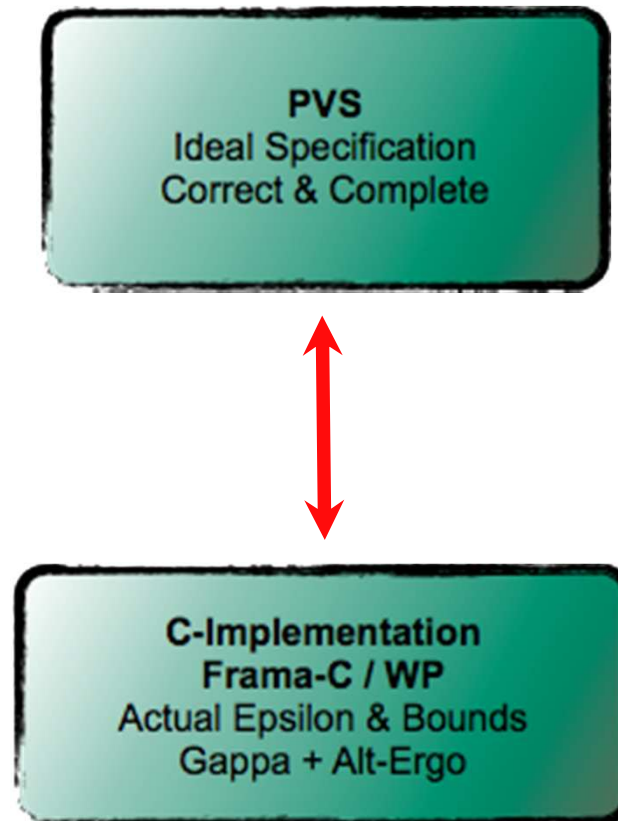 PVS
Ideal Specification
Correct & Complete
C-Implementation
Frama-C / WP
Actual Epsilon & Bounds
Gappa + Alt-Ergo